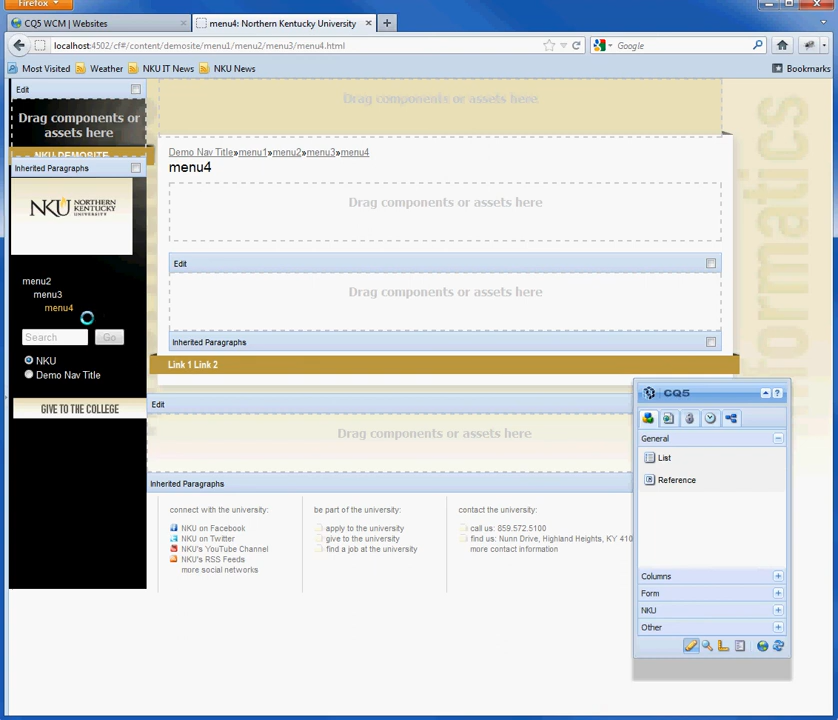 Firefox
CQ5 WCM | Websites
menu4: Northern Kentucky University
localhost:4502/cf#/content/demosite/menu1/menu2/menu3/menu4.html
Google
Most Visited
Weather
NKU IT News
NKU News
Bookmarks
Edit
Drag components or
assets here
NKU DEMOSITE
Inherited Paragraphs
NKU NORTHERN
KENTUCKY
UNIVERSITY
menu2
menu3
menu4
Search
Go
NKU
Demo Nav Title
GIVE TO THE COLLEGE
Drag components or assets here
Demo Nav Title»menu1»menu2»menu3»menu4
menu4
Drag components or assets here
Edit
Drag components or assets here
Inherited Paragraphs
Link 1 Link 2
Edit
Drag components or assets here
Inherited Paragraphs
connect with the university:
NKU on Facebook
NKU on Twitter
NKU's YouTube Channel
NKU's RSS Feeds
more social networks
be part of the university:
apply to the university
give to the university
find a job at the university
contact the university:
call us: 859.572.5100
find us: Nunn Drive, Highland Heights, KY 410
more contact information
informatics
CQ5
?
General
List
Reference
Columns
Form
NKU
Other